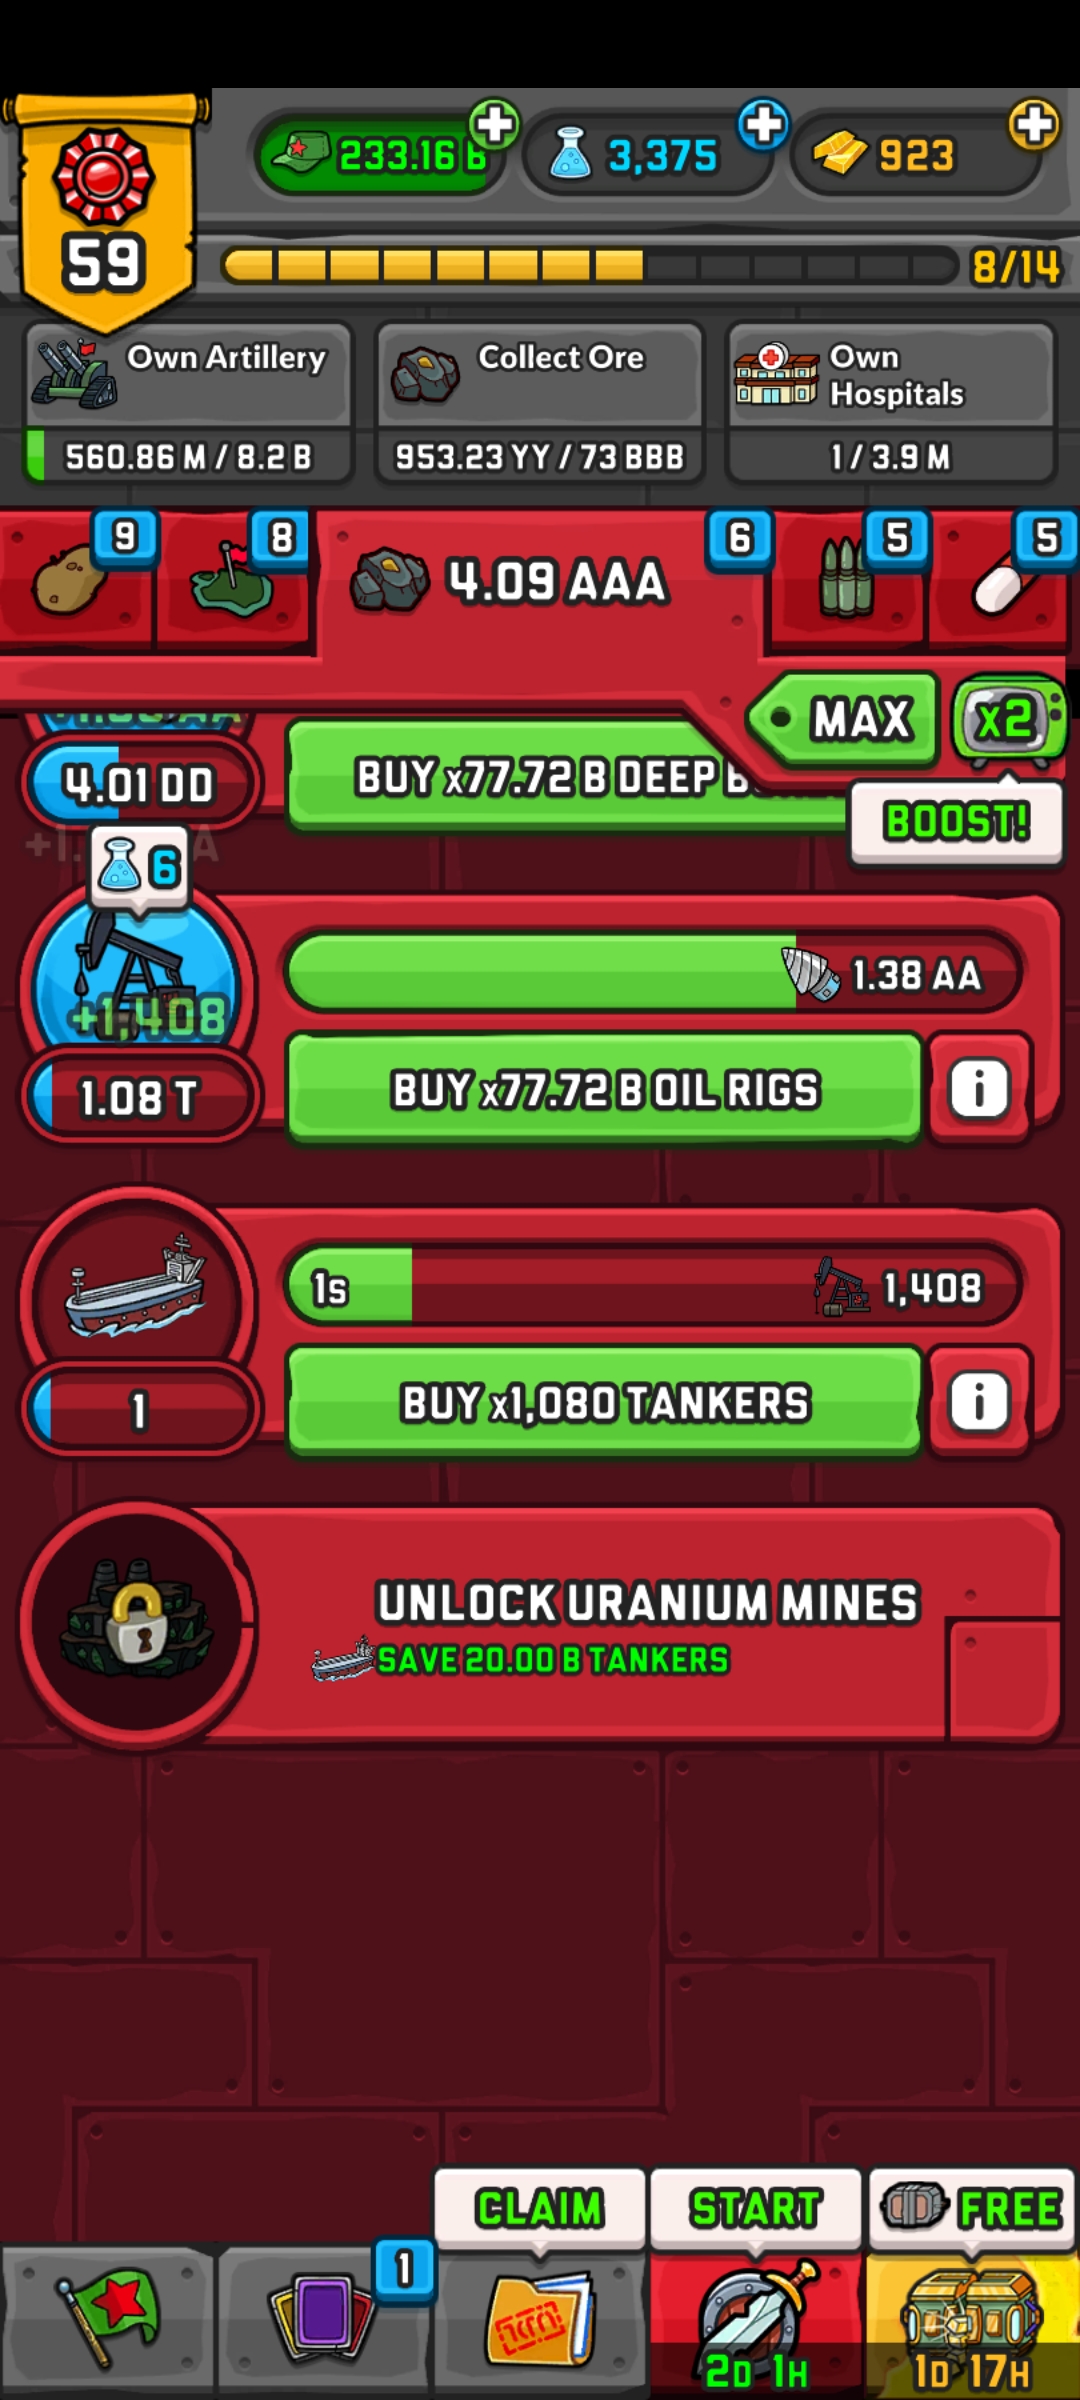 233.16 B
3,375
923
59
8/14
Own Artillery
560.86 M / 8.2 B
Collect Ore
953.23 YY / 73 BBB
Own
Hospitals
1 / 3.9 M
9
8
4.09 AAA
6
5
5
MAX
x2
BOOST!
4.01 DD
BUY x77.72 B DEEP
6
+1,408
1.38 AA
1.08 T
BUY x77.72 B OIL RIGS
i
1s
1,408
1
BUY x1,080 TANKERS
i
UNLOCK URANIUM MINES
SAVE 20.00 B TANKERS
CLAIM
START
FREE
1
2D 1H
1D 17H